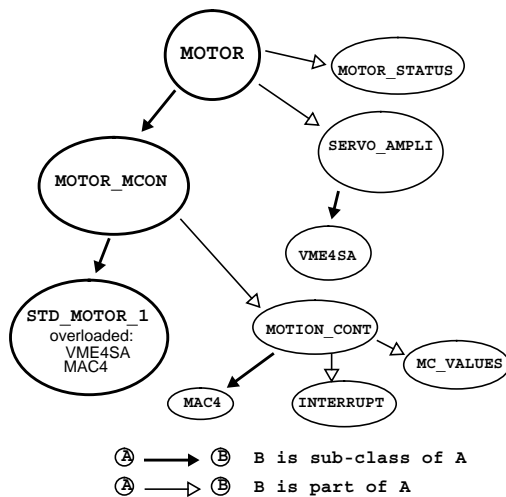 MOTOR
MOTOR_STATUS
SERVO_AMPLI
MOTOR_MCON
VME4SA
STD_MOTOR_1
overloaded:
VME4SA
MAC4
MOTION_CONT
MC_VALUES
MAC4
INTERRUPT
A B B is sub-class of A
A B B is part of A